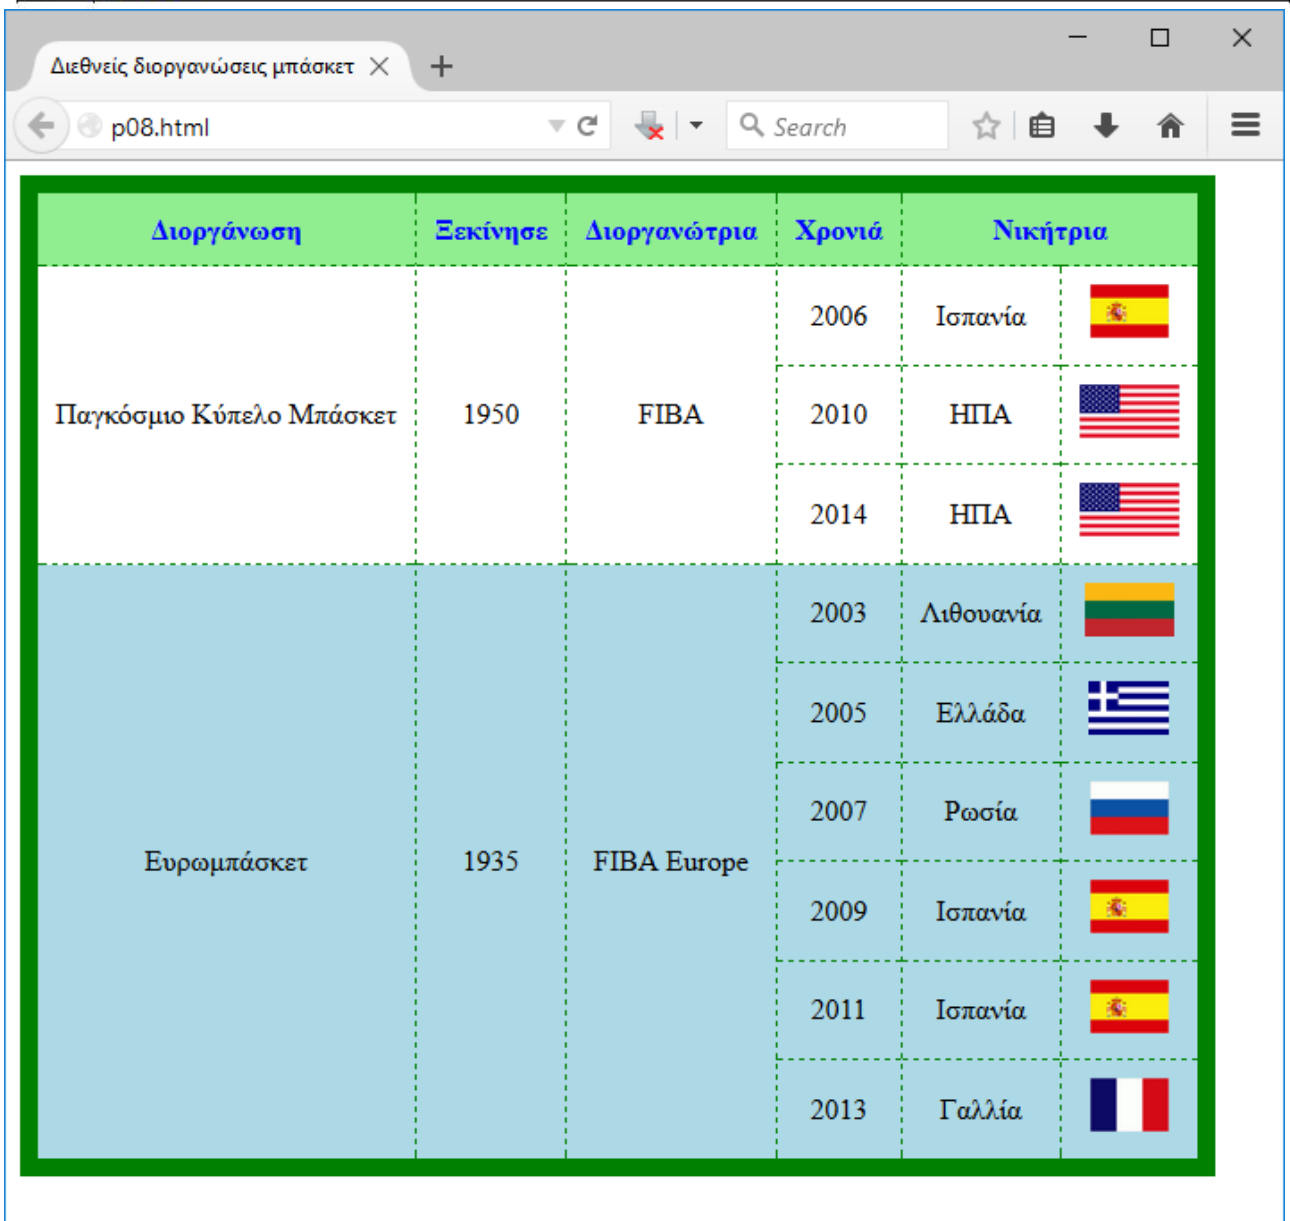 Διεθνείς διοργανώσεις μπάσκετ
p08.html
Search
Διοργάνωση Ξεκίνησε Διοργανώτρια Χρονιά Νικήτρια
2006 Ισπανία
Παγκόσμιο Κύπελο Μπάσκετ 1950 FIBA 2010 ΗΠΑ
2014 ΗΠΑ
2003 Λιθουανία
2005 Ελλάδα
2007 Ρωσία
Ευρωμπάσκετ 1935 FIBA Europe
2009 Ισπανία
2011 Ισπανία
2013 Γαλλία